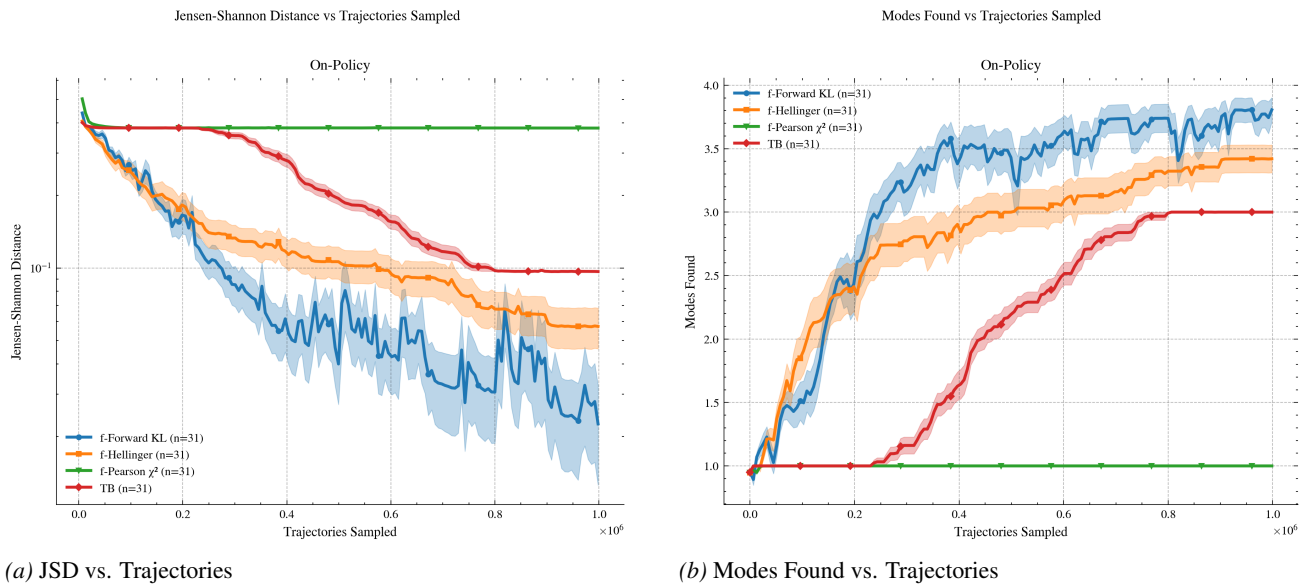 Jensen-Shannon Distance vs Trajectories Sampled
On-Policy
Jensen-Shannon Distance
10⁻¹
f-Forward KL (n=31)
f-Hellinger (n=31)
f-Pearson χ² (n=31)
TB (n=31)
0.0 0.2 0.4 0.6 0.8 1.0
Trajectories Sampled
×10⁶
(a) JSD vs. Trajectories
Modes Found vs Trajectories Sampled
On-Policy
Modes Found
4.0
3.5
3.0
2.5
2.0
1.5
1.0
f-Forward KL (n=31)
f-Hellinger (n=31)
f-Pearson χ² (n=31)
TB (n=31)
0.0 0.2 0.4 0.6 0.8 1.0
Trajectories Sampled
×10⁶
(b) Modes Found vs. Trajectories